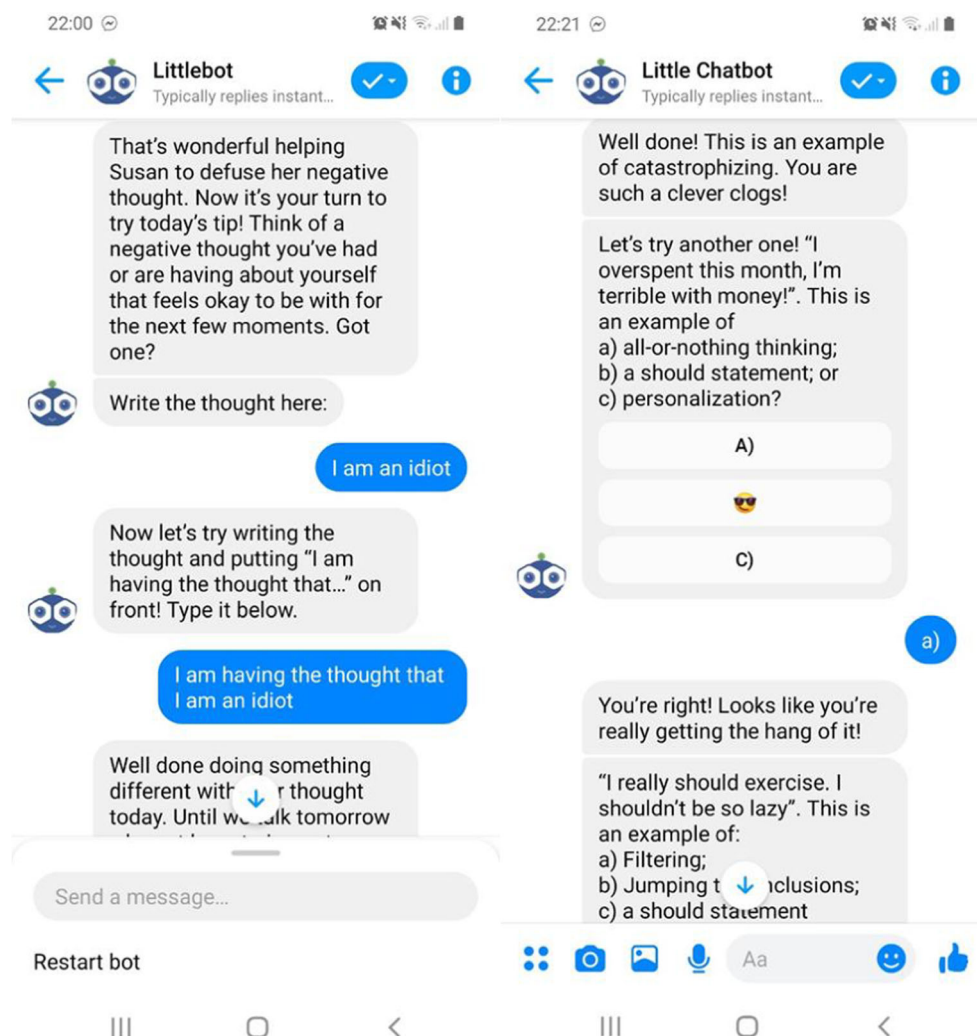 22:00
Littlebot
Typically replies instant...
That's wonderful helping
Susan to defuse her negative
thought. Now it's your turn to
try today's tip! Think of a
negative thought you've had
or are having about yourself
that feels okay to be with for
the next few moments. Got
one?
Write the thought here:
I am an idiot
Now let's try writing the
thought and putting “I am
having the thought that...” on
front! Type it below.
I am having the thought that
I am an idiot
Well done doing something
different with thought
today. Until tomorrow
Send a message...
Restart bot
22:21
Little Chatbot
Typically replies instant...
Well done! This is an example
of catastrophizing. You are
such a clever clogs!
Let's try another one! “I
overspent this month, I'm
terrible with money!”. This is
an example of
a) all-or-nothing thinking;
b) a should statement; or
c) personalization?
A)
😎
C)
a)
You're right! Looks like you're
really getting the hang of it!
“I really should exercise. I
shouldn't be so lazy”. This is
an example of:
a) Filtering;
b) Jumping
c) a should statement
Aa